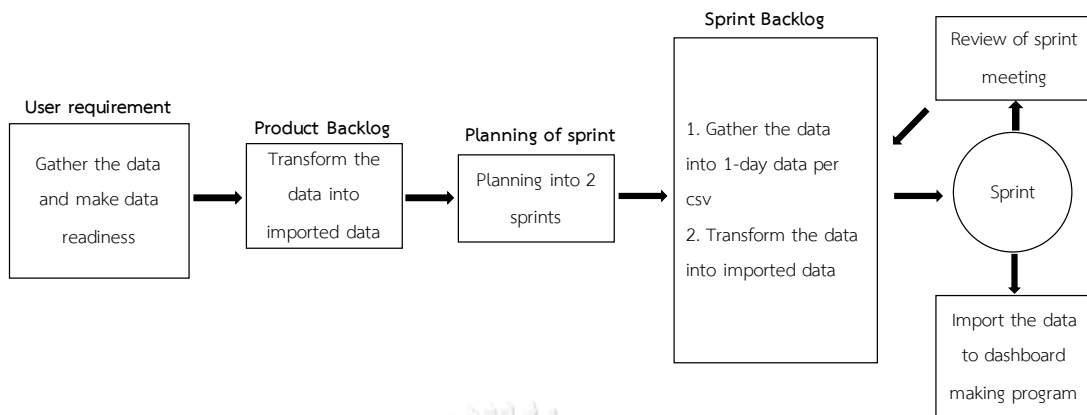 User requirement
Gather the data
and make data
readiness
Product Backlog
Transform the
data into
imported data
Planning of sprint
Planning into 2
sprints
Sprint Backlog
1. Gather the data
into 1-day data per
csv
2. Transform the data
into imported data
Review of sprint
meeting
Sprint
Import the data
to dashboard
making program